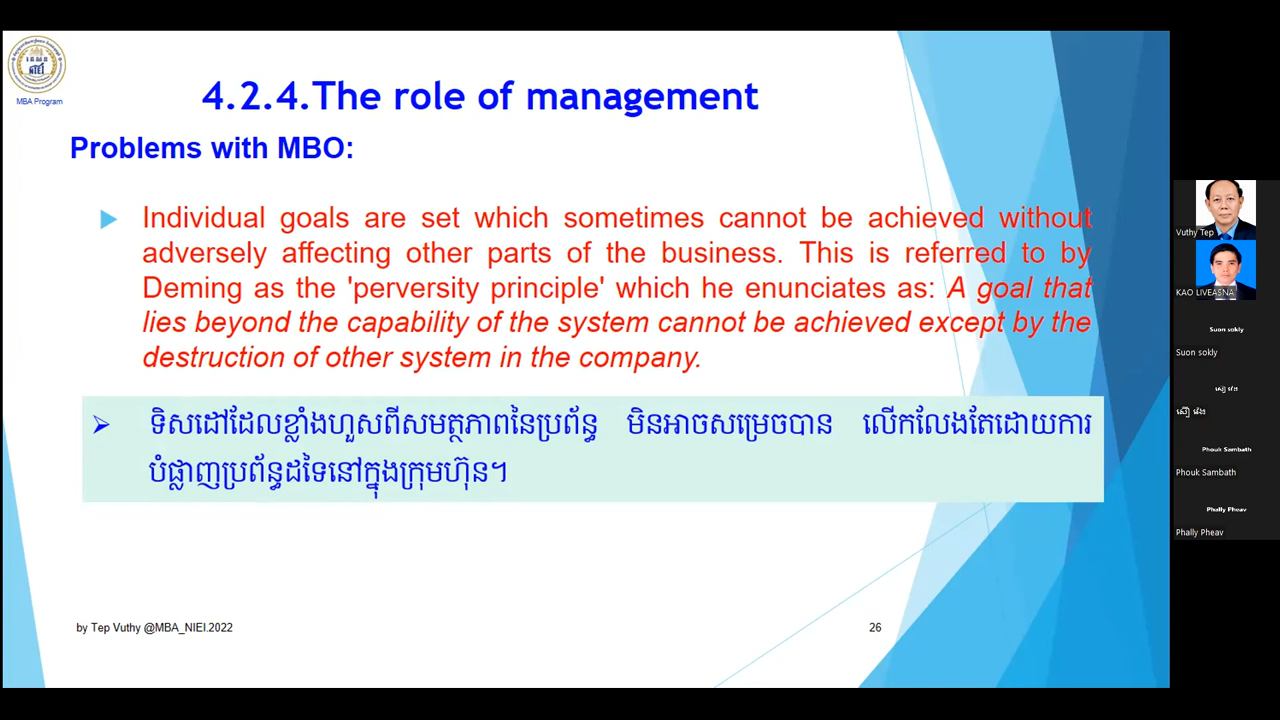 NIEI
MBA Program
4.2.4.The role of management
Problems with MBO:
Individual goals are set which sometimes cannot be achieved without
adversely affecting other parts of the business. This is referred to by
Deming as the 'perversity principle' which he enunciates as: A goal that
lies beyond the capability of the system cannot be achieved except by the
destruction of other system in the company.
ទិសដៅដែលខ្លាំងហួសពីសមត្ថភាពនៃប្រព័ន្ធ មិនអាចសម្រេចបាន លើកលែងតែដោយការ
បំផ្លាញប្រព័ន្ធដទៃនៅក្នុងក្រុមហ៊ុន។
by Tep Vuthy @MBA_NIEI.2022
26
Vuthy Tep
KAO LIVEASNA
Suon sokly
Suon sokly
Phouk Sambath
Phouk Sambath
Phally Pheav
Phally Pheav